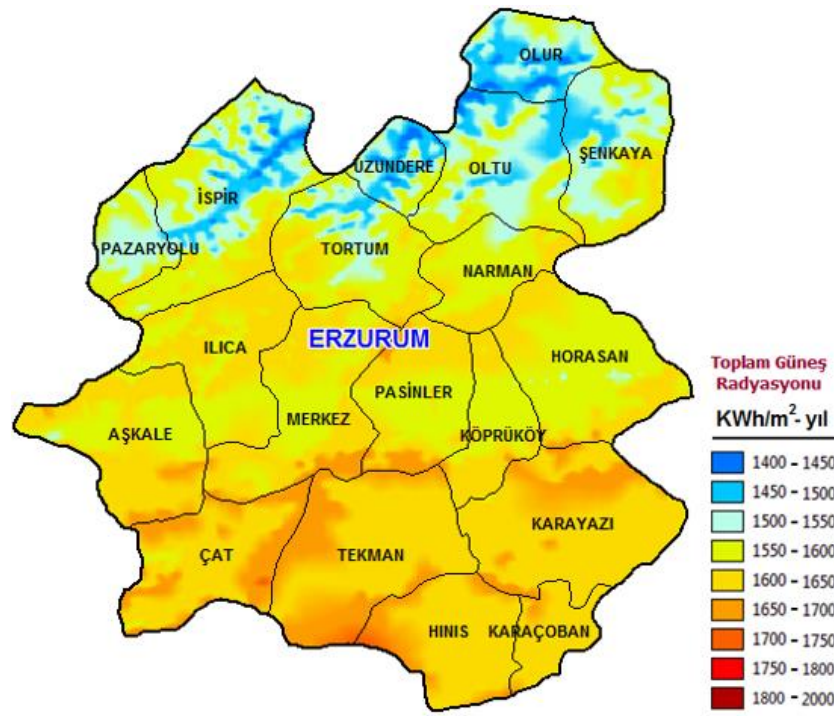 OLUR
ŞENKAYA
UZUNDERE
OLTU
İSPİR
PAZARYOLU
TORTUM
NARMAN
ERZURUM
ILICA
HORASAN
PASİNLER
MERKEZ
AŞKALE
KÖPRÜKÖY
KARAYAZI
ÇAT
TEKMAN
HINIS
KARAÇOBAN
Toplam Güneş
Radyasyonu
KWh/m²- yıl
1400 - 1450
1450 - 1500
1500 - 1550
1550 - 1600
1600 - 1650
1650 - 1700
1700 - 1750
1750 - 1800
1800 - 2000